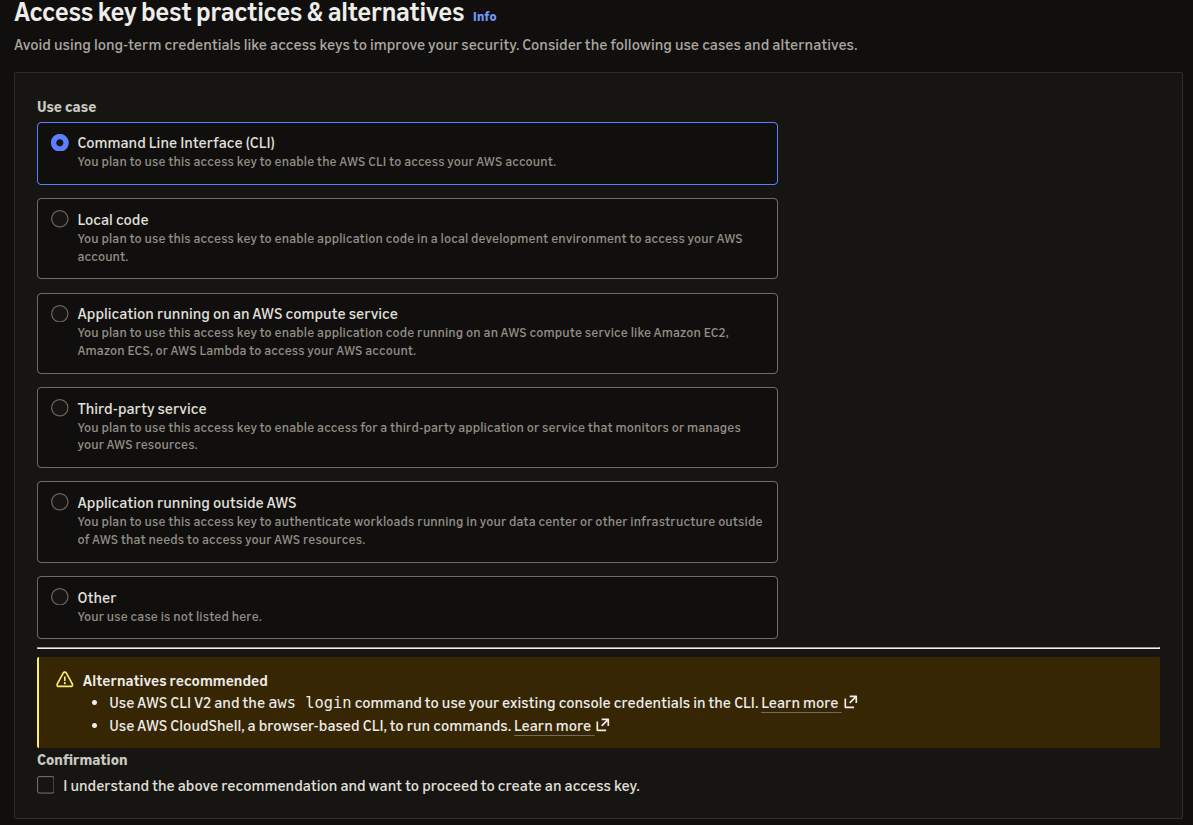 Access key best practices & alternatives Info
Avoid using long-term credentials like access keys to improve your security. Consider the following use cases and alternatives.
Use case
Command Line Interface (CLI)
You plan to use this access key to enable the AWS CLI to access your AWS account.
Local code
You plan to use this access key to enable application code in a local development environment to access your AWS
account.
Application running on an AWS compute service
You plan to use this access key to enable application code running on an AWS compute service like Amazon EC2,
Amazon ECS, or AWS Lambda to access your AWS account.
Third-party service
You plan to use this access key to enable access for a third-party application or service that monitors or manages
your AWS resources.
Application running outside AWS
You plan to use this access key to authenticate workloads running in your data center or other infrastructure outside
of AWS that needs to access your AWS resources.
Other
Your use case is not listed here.
Alternatives recommended
• Use AWS CLI V2 and the aws login command to use your existing console credentials in the CLI. Learn more
• Use AWS CloudShell, a browser-based CLI, to run commands. Learn more
Confirmation
I understand the above recommendation and want to proceed to create an access key.